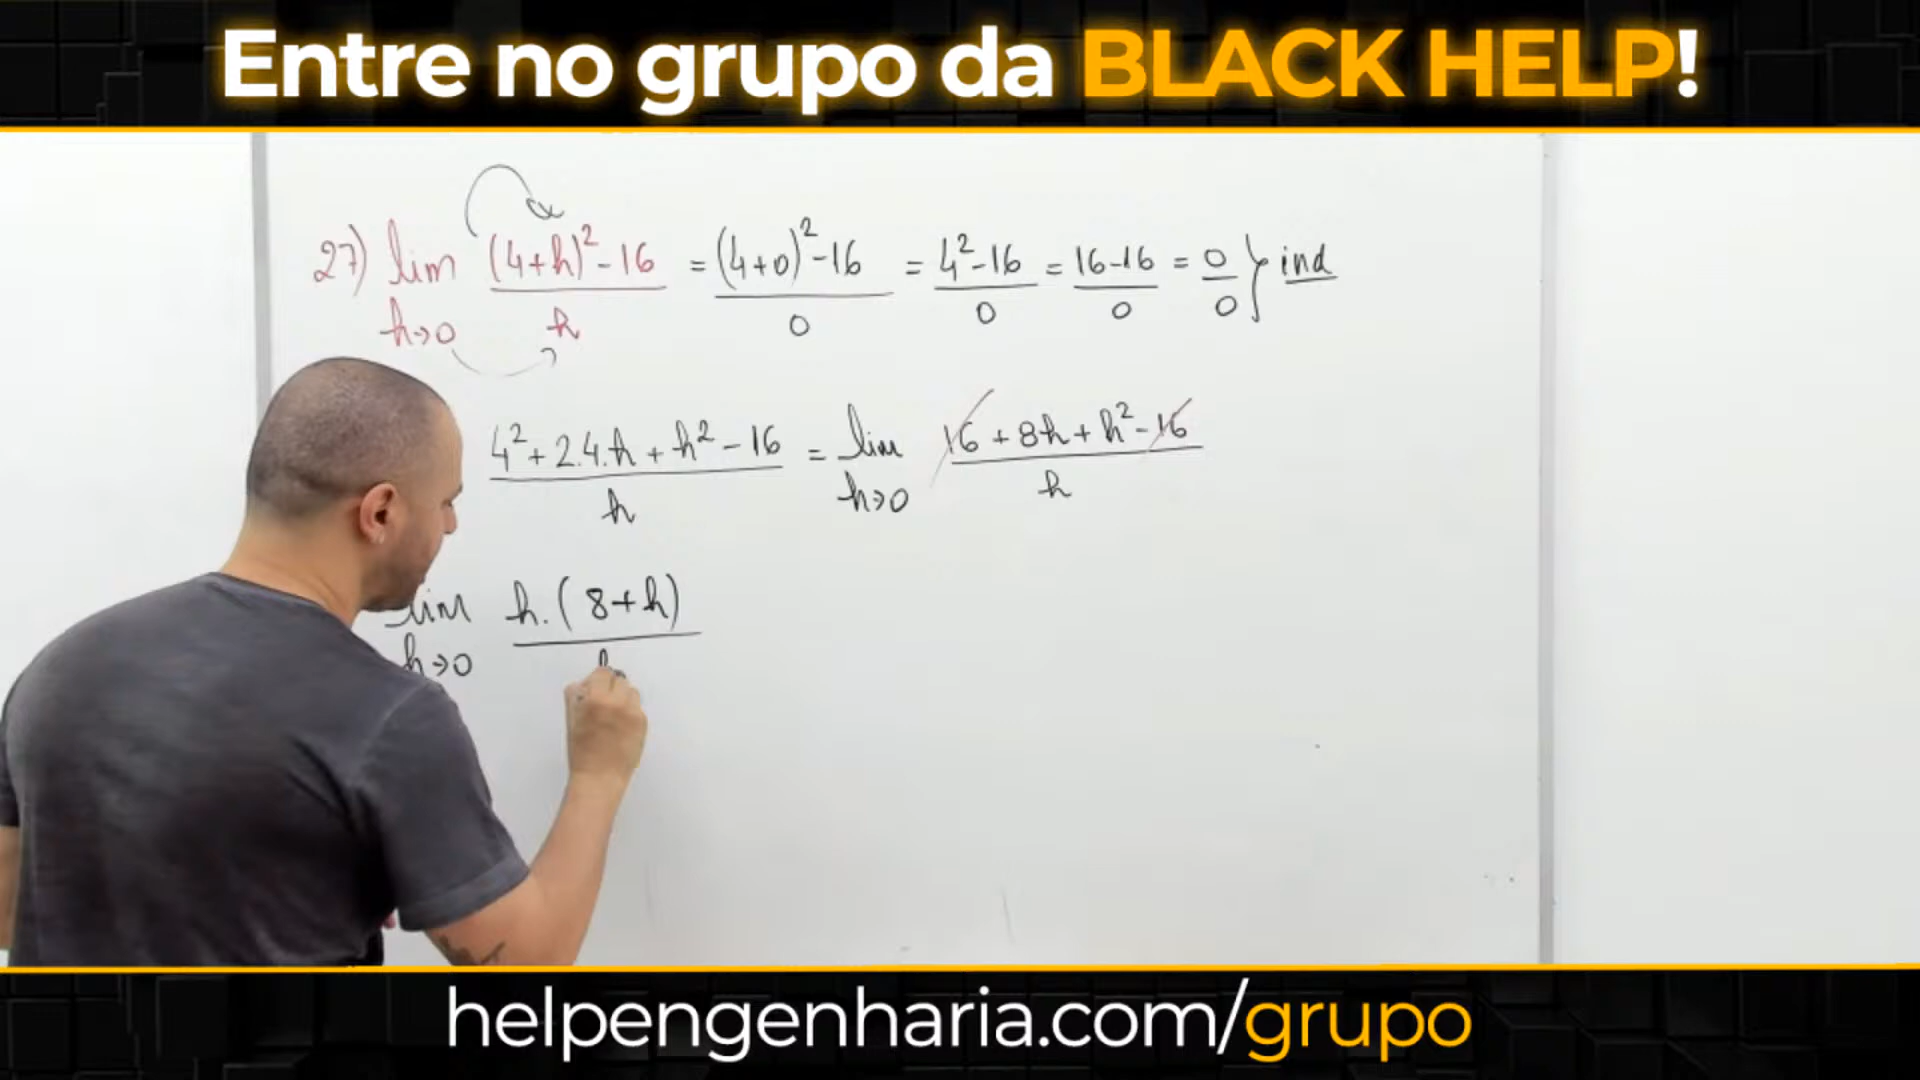 Entre no grupo da BLACK HELP!
27) lim (4+h)²-16 = (4+0)²-16 = 4²-16 = 16-16 = 0 } ind
h→0 h 0 0 0 0
4²+2.4.h+h²-16 = lim 16+8h+h²-16
h h→0 h
lim h.(8+h)
h→0 h
helpengenharia.com/grupo